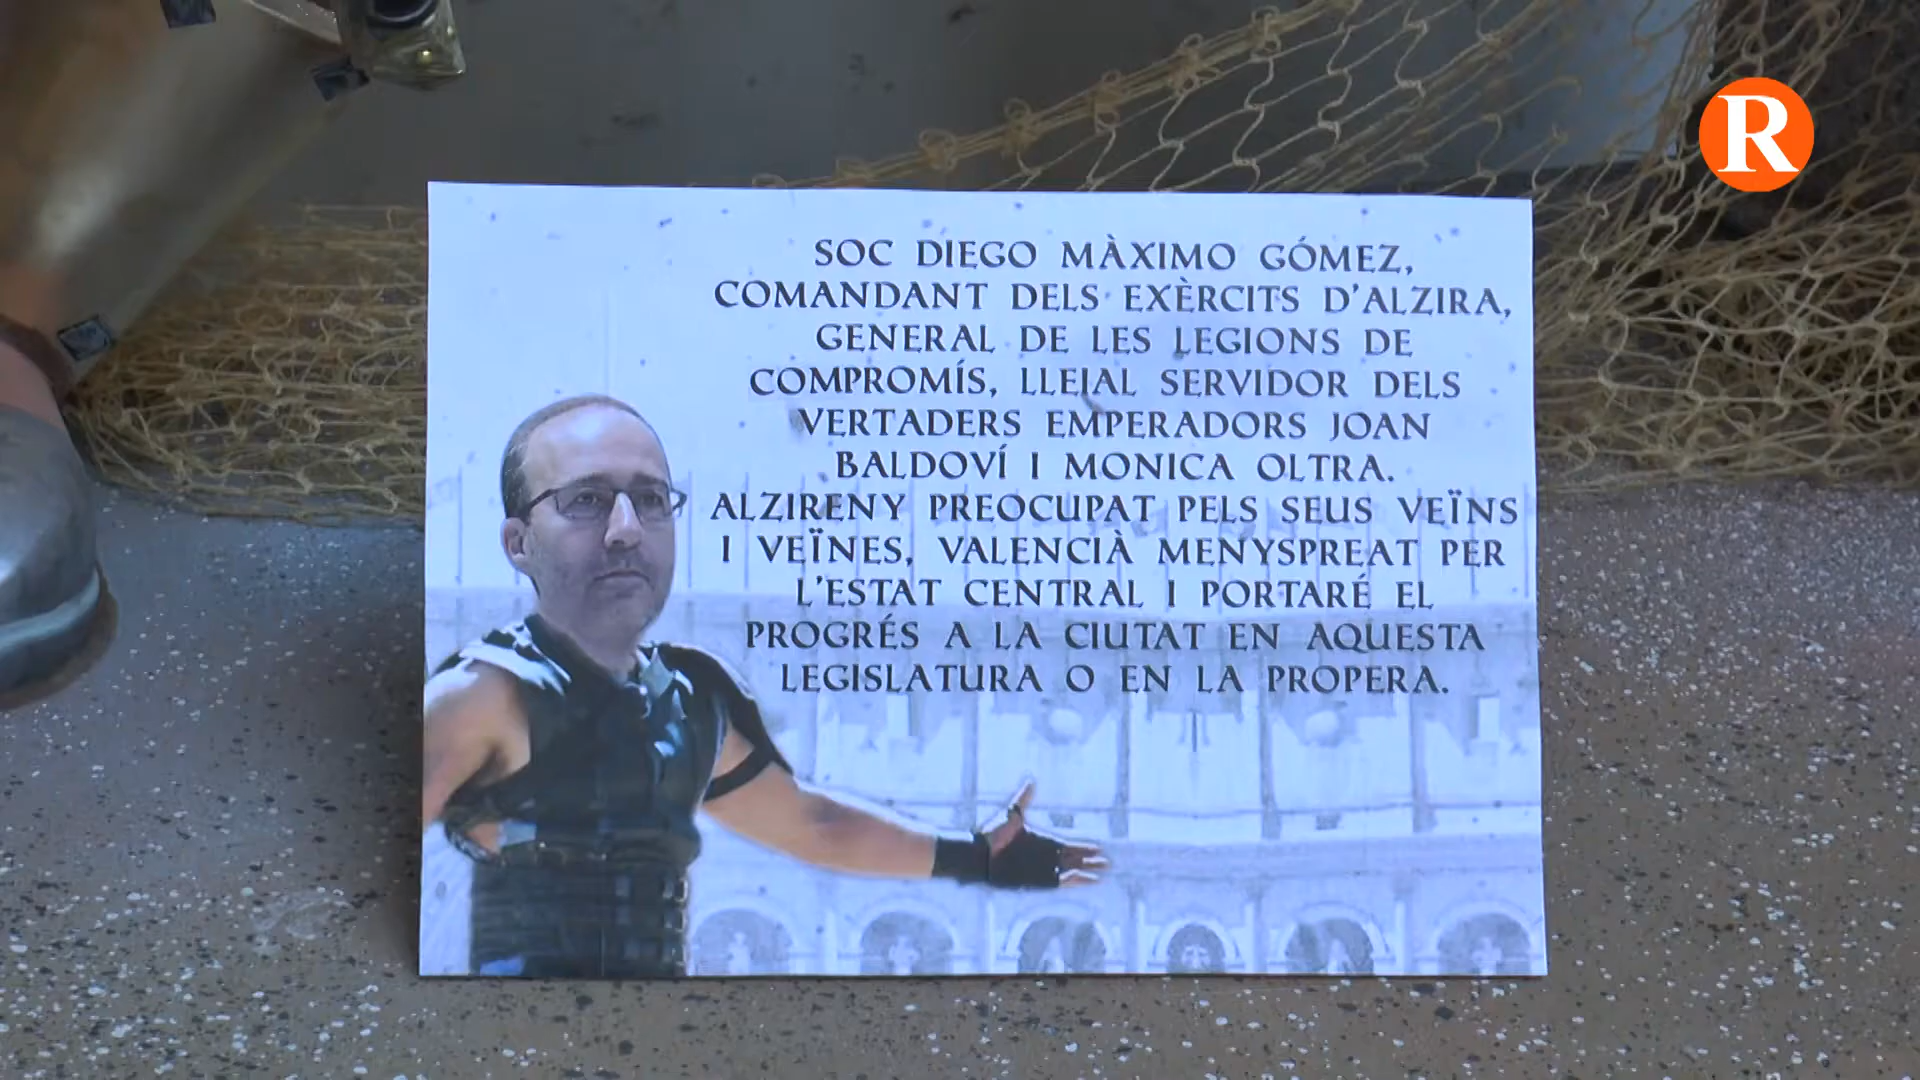 R
SOC DIEGO MÀXIMO GÓMEZ,
COMANDANT DELS EXÈRCITS D'ALZIRA,
GENERAL DE LES LEGIONS DE
COMPROMÍS, LLEIAL SERVIDOR DELS
VERTADERS EMPERADORS JOAN
BALDOVÍ I MONICA OLTRA.
ALZIRENY PREOCUPAT PELS SEUS VEÏNS
I VEÏNES, VALENCIÀ MENYSPREAT PER
L'ESTAT CENTRAL I PORTARÉ EL
PROGRÉS A LA CIUTAT EN AQUESTA
LEGISLATURA O EN LA PROPERA.